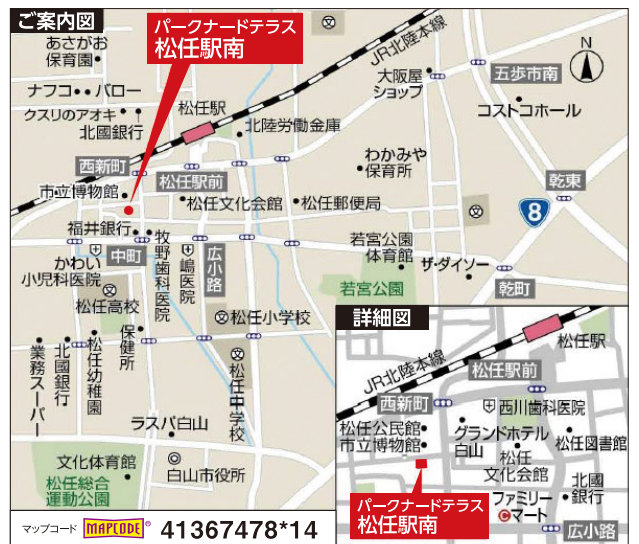 ご案内図
パークナードテラス
松任駅南
あさがお
保育園
ナフコ
バロー
クスリのアオキ
北國銀行
松任駅
北陸労働金庫
JR北陸本線
大阪屋
ショップ
五歩市南
N
コストコホール
西新町
松任駅前
わかみや
保育所
市立博物館
松任文化会館
松任郵便局
乾東
8
福井銀行
中町
牧野歯科医院
嶋医院
広小路
若宮公園
体育館
ザ・ダイソー
かわい
小児科医院
若宮公園
乾町
松任高校
松任小学校
業務スーパー
北國銀行
松任幼稚園
保健所
松任中学校
ラスパ白山
文化体育館
白山市役所
松任総合
運動公園
マップコード MAPCODE® 41367478*14
詳細図
松任駅
JR北陸本線
松任駅前
西新町
西川歯科医院
松任公民館
市立博物館
グランドホテル
白山
松任図書館
松任
文化会館
パークナードテラス
松任駅南
ファミリー
マート
北國
銀行
広小路